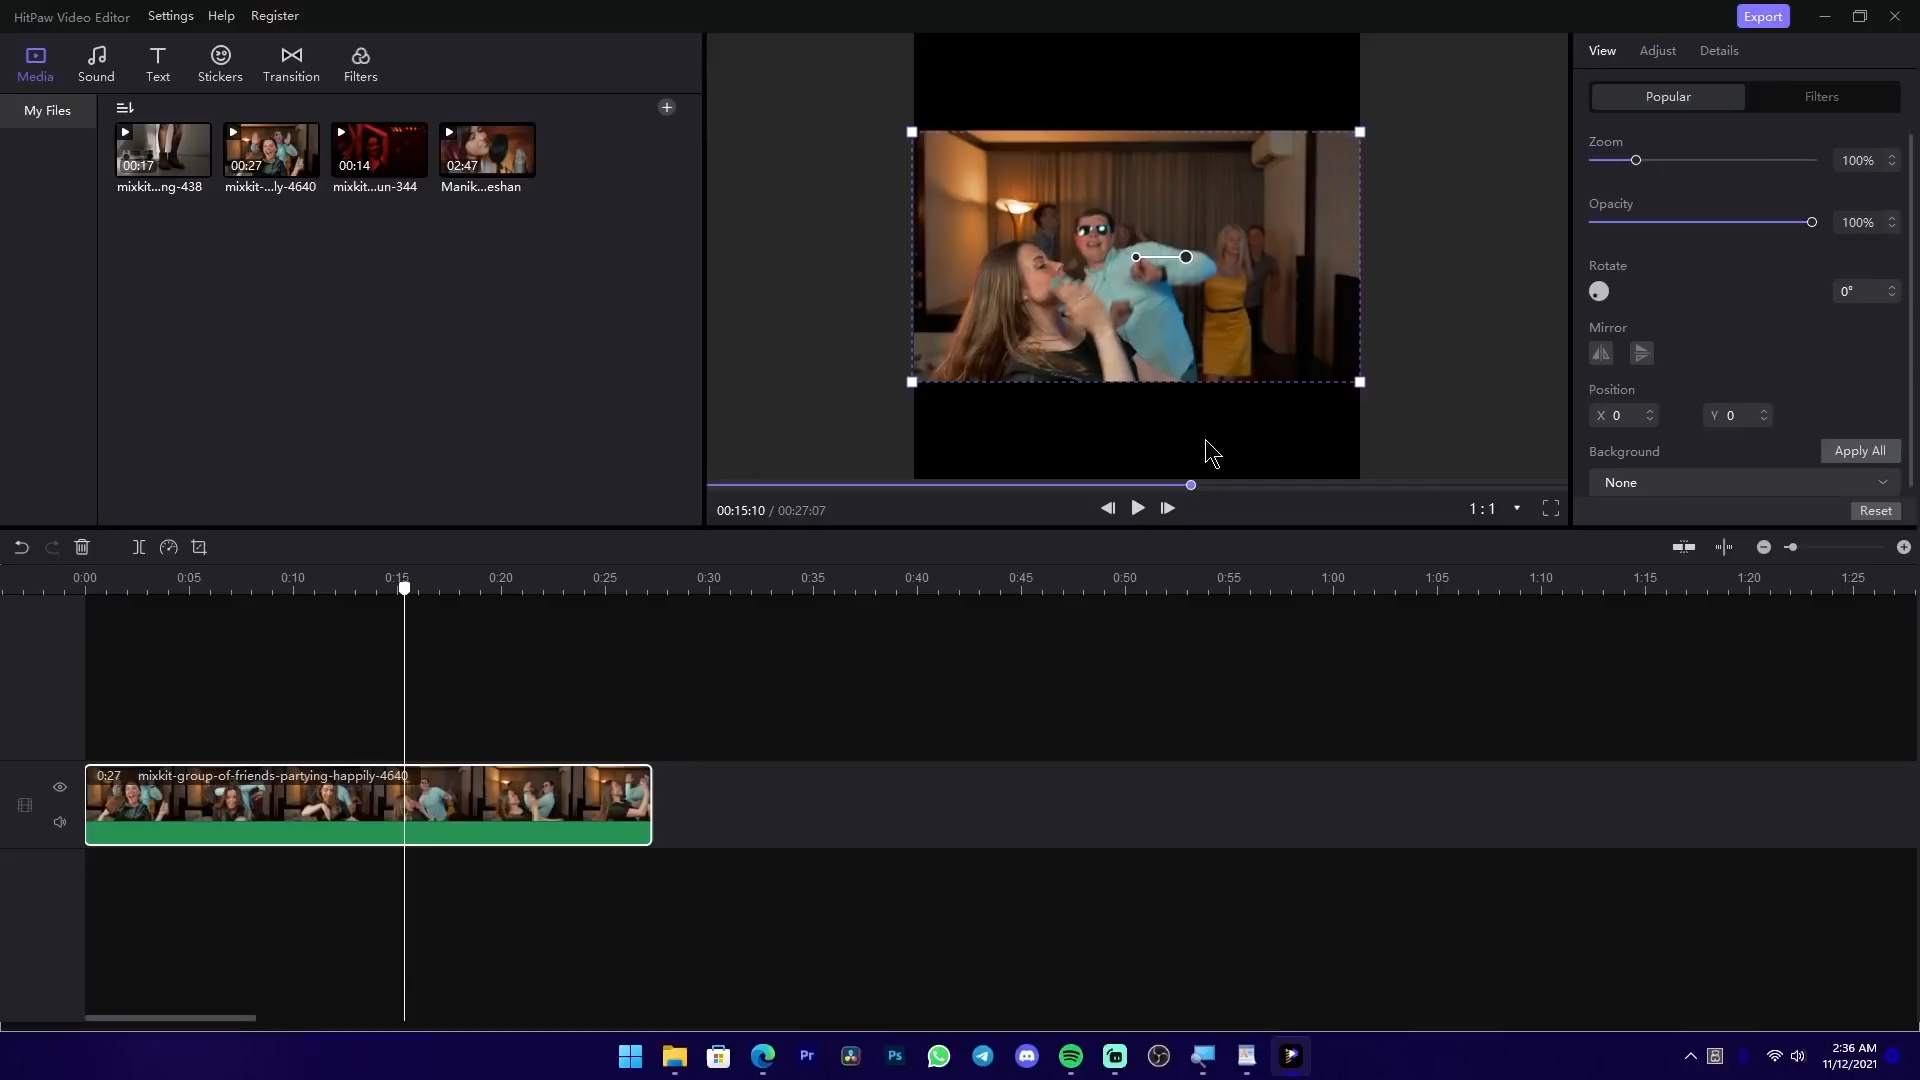 HitPaw Video Editor
Settings
Help
Register
Export
Media
Sound
Text
Stickers
Transition
Filters
My Files
00:17
00:27
00:14
02:47
mixkit...ng-438
mixkit-...ly-4640
mixkit...un-344
Manik...eshan
00:15:10 / 00:27:07
1 : 1
View
Adjust
Details
Popular
Filters
Zoom
100%
Opacity
100%
Rotate
0°
Mirror
Position
X 0
Y 0
Background
Apply All
None
Reset
0:00
0:05
0:10
0:15
0:20
0:25
0:30
0:35
0:40
0:45
0:50
0:55
1:00
1:05
1:10
1:15
1:20
1:25
0:27 mixkit-group-of-friends-partying-happily-4640
Pr
Ps
2:36 AM
11/12/2021